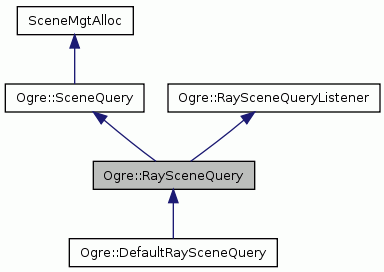 SceneMgtAlloc
Ogre::SceneQuery
Ogre::RaySceneQueryListener
Ogre::RaySceneQuery
Ogre::DefaultRaySceneQuery